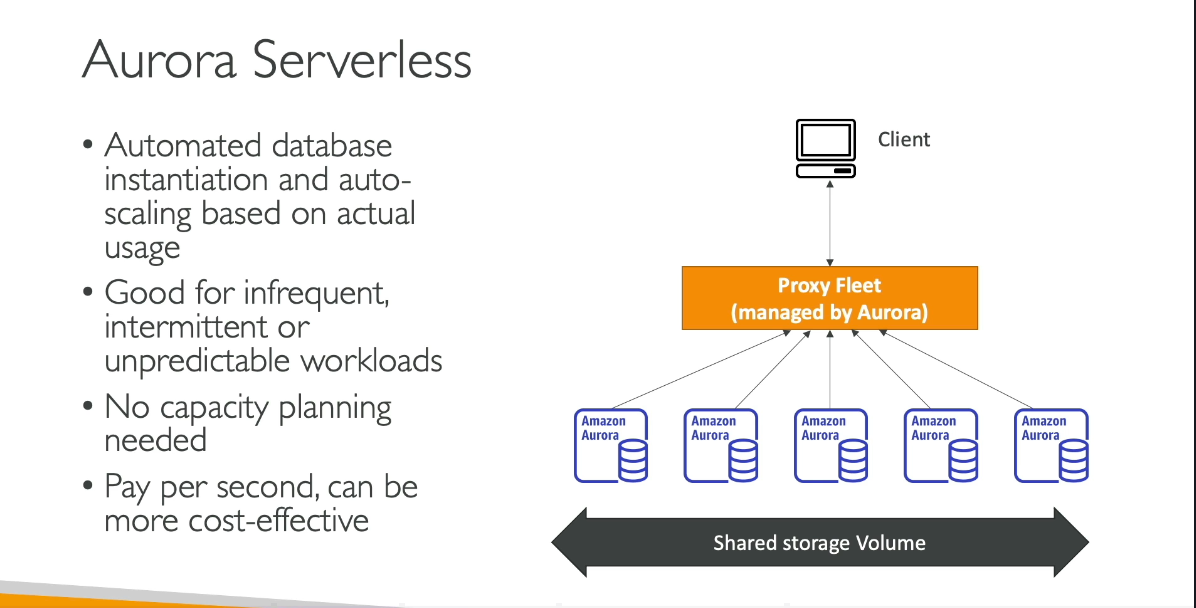 Aurora Serverless
• Automated database
instantiation and auto-
scaling based on actual
usage
• Good for infrequent,
intermittent or
unpredictable workloads
• No capacity planning
needed
• Pay per second, can be
more cost-effective
Client
Proxy Fleet
(managed by Aurora)
Amazon
Aurora
Amazon
Aurora
Amazon
Aurora
Amazon
Aurora
Amazon
Aurora
Shared storage Volume